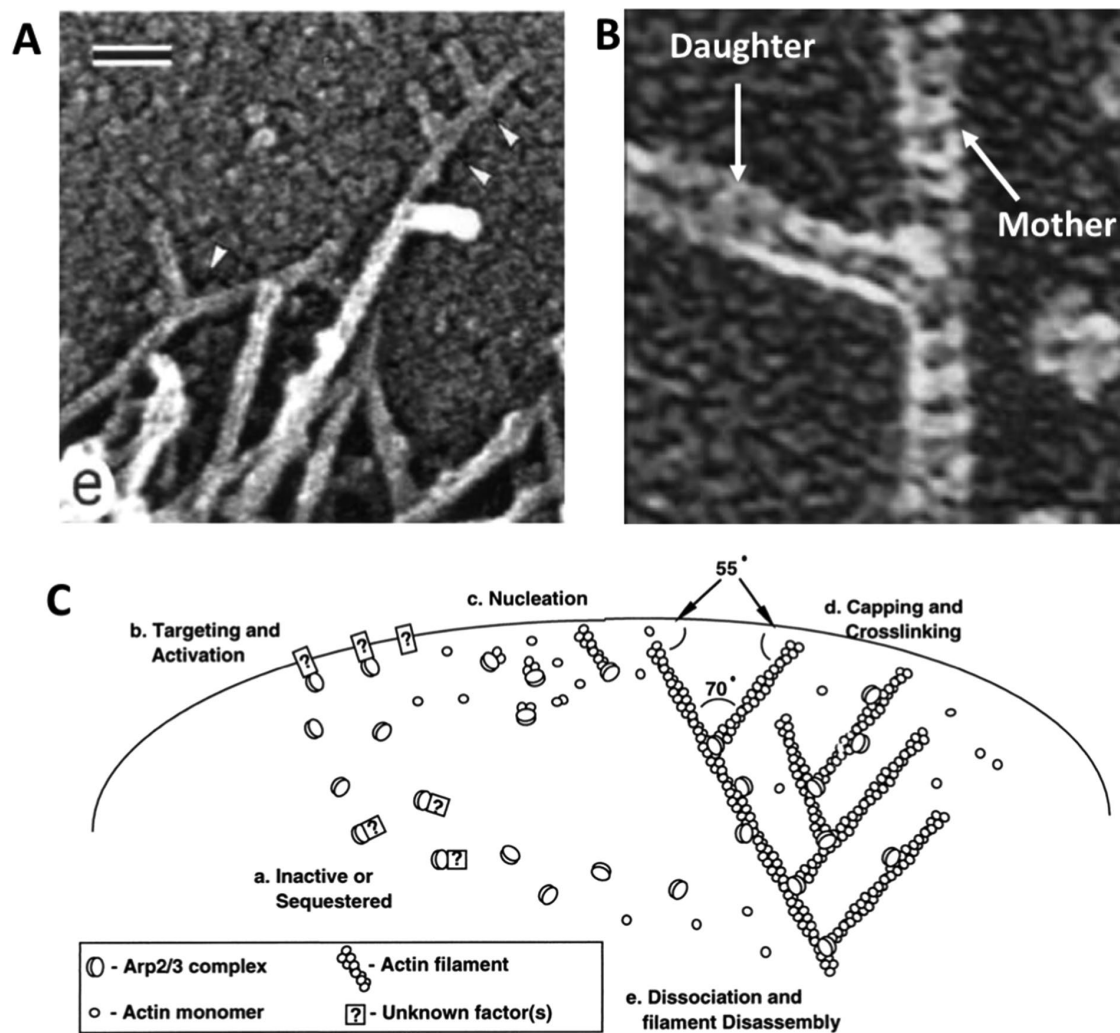 A
B
Daughter
Mother
e
C
55°
c. Nucleation
d. Capping and
Crosslinking
b. Targeting and
Activation
?
?
?
70°
?
?
?
a. Inactive or
Sequestered
- Arp2/3 complex
- Actin filament
- Actin monomer
? - Unknown factor(s)
e. Dissociation and
filament Disassembly